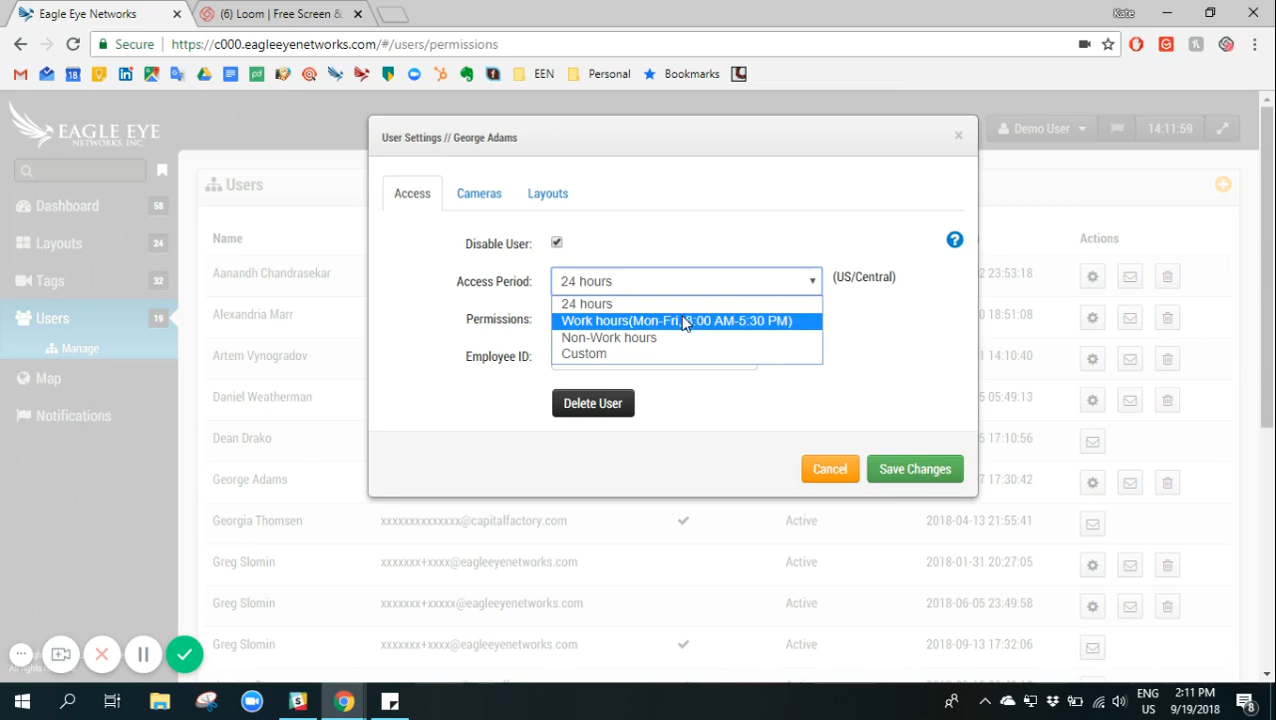 Eagle Eye Networks
(6) Loom | Free Screen &
Kate
Secure https://c000.eagleeyenetworks.com/#/users/permissions
EEN Personal Bookmarks
EAGLE EYE
NETWORKS, INC.
Demo User 14:11:59
Dashboard 58
Layouts 24
Tags 32
Users 19
Manage
Map
Notifications
Users
Name Actions
Aanandh Chandrasekar 2 23:53:18
Alexandria Marr
Artem Vynogradov 1 14:10:40
Daniel Weatherman 5 05:49:13
Dean Drako 5 17:10:56
George Adams 7 17:30:42
Georgia Thomsen xxxxxxxxxxxxxx@capitalfactory.com Active 2018-04-13 21:55:41
Greg Slomin xxxxxxx+xxxx@eagleeyenetworks.com Active 2018-01-31 20:27:05
Greg Slomin xxxxxxx+xxxxx@eagleeyenetworks.com Active 2018-06-05 23:49:58
Greg Slomin xxxxxxx+xxxx@eagleeyenetworks.com Active 2018-09-13 17:32:06
User Settings // George Adams ×
Access Cameras Layouts
Disable User:
?
Access Period: 24 hours (US/Central)
24 hours
Work hours(Mon-Fri, 8:00 AM-5:30 PM)
Non-Work hours
Custom
Permissions:
Employee ID:
Delete User
Cancel Save Changes
ENG 2:11 PM
US 9/19/2018 8